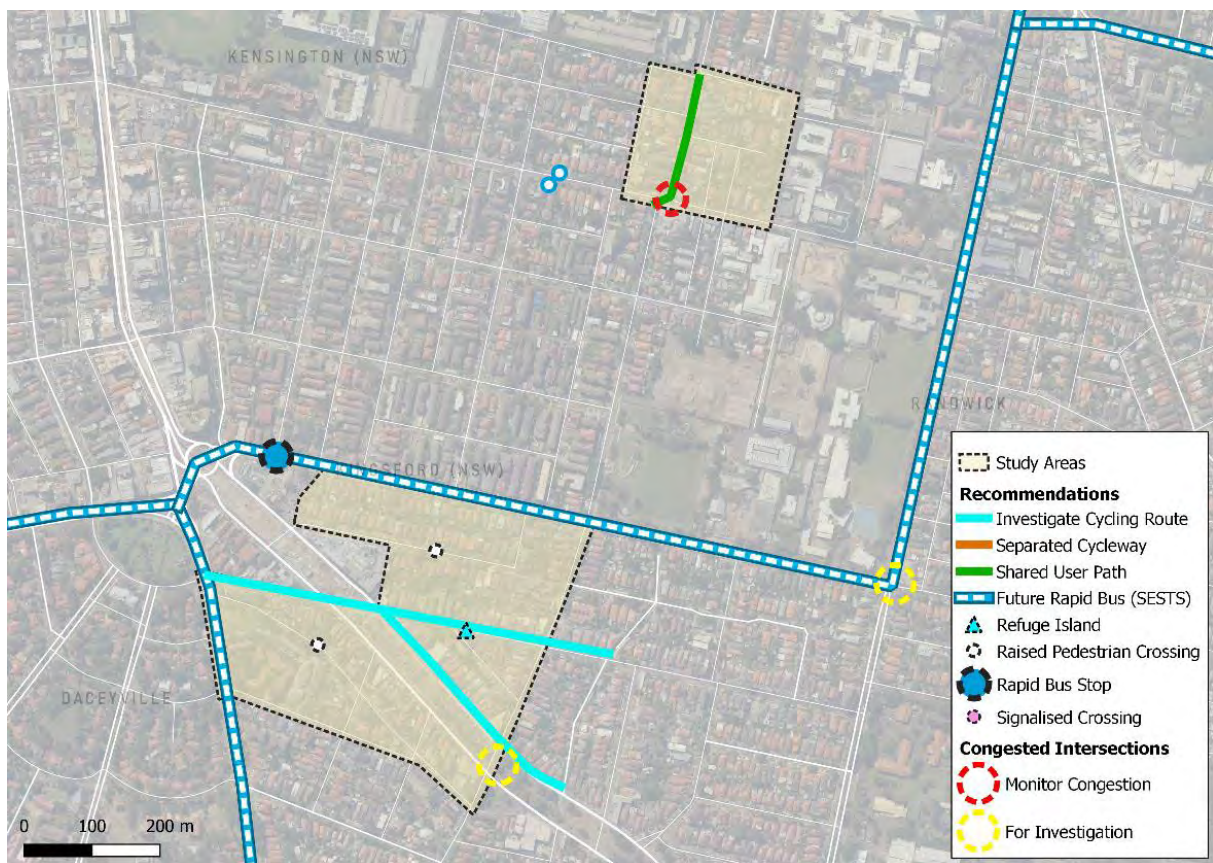 KENSINGTON (NSW)
RANDWICK
KINGSFORD (NSW)
DACEYVILLE
0 100 200 m
Study Areas
Recommendations
Investigate Cycling Route
Separated Cycleway
Shared User Path
Future Rapid Bus (SESTS)
Refuge Island
Raised Pedestrian Crossing
Rapid Bus Stop
Signalised Crossing
Congested Intersections
Monitor Congestion
For Investigation